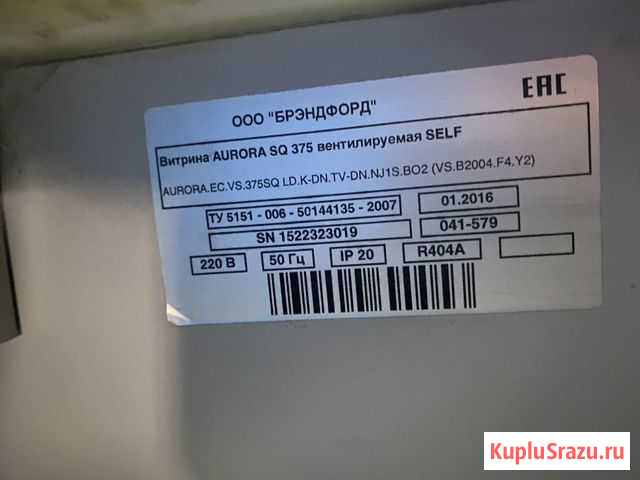 ООО "БРЭНДФОРД"
EAC
Витрина AURORA SQ 375 вентилируемая SELF
AURORA.EC.VS.375SQ LD.K-DN.TV-DN.NJ1S.BO2 (VS.B2004.F4.Y2)
ТУ 5151 - 006 - 50144135 - 2007
01.2016
SN 1522323019
041-579
220 В
50 Гц
IP 20
R404A
KupluSrazu.ru